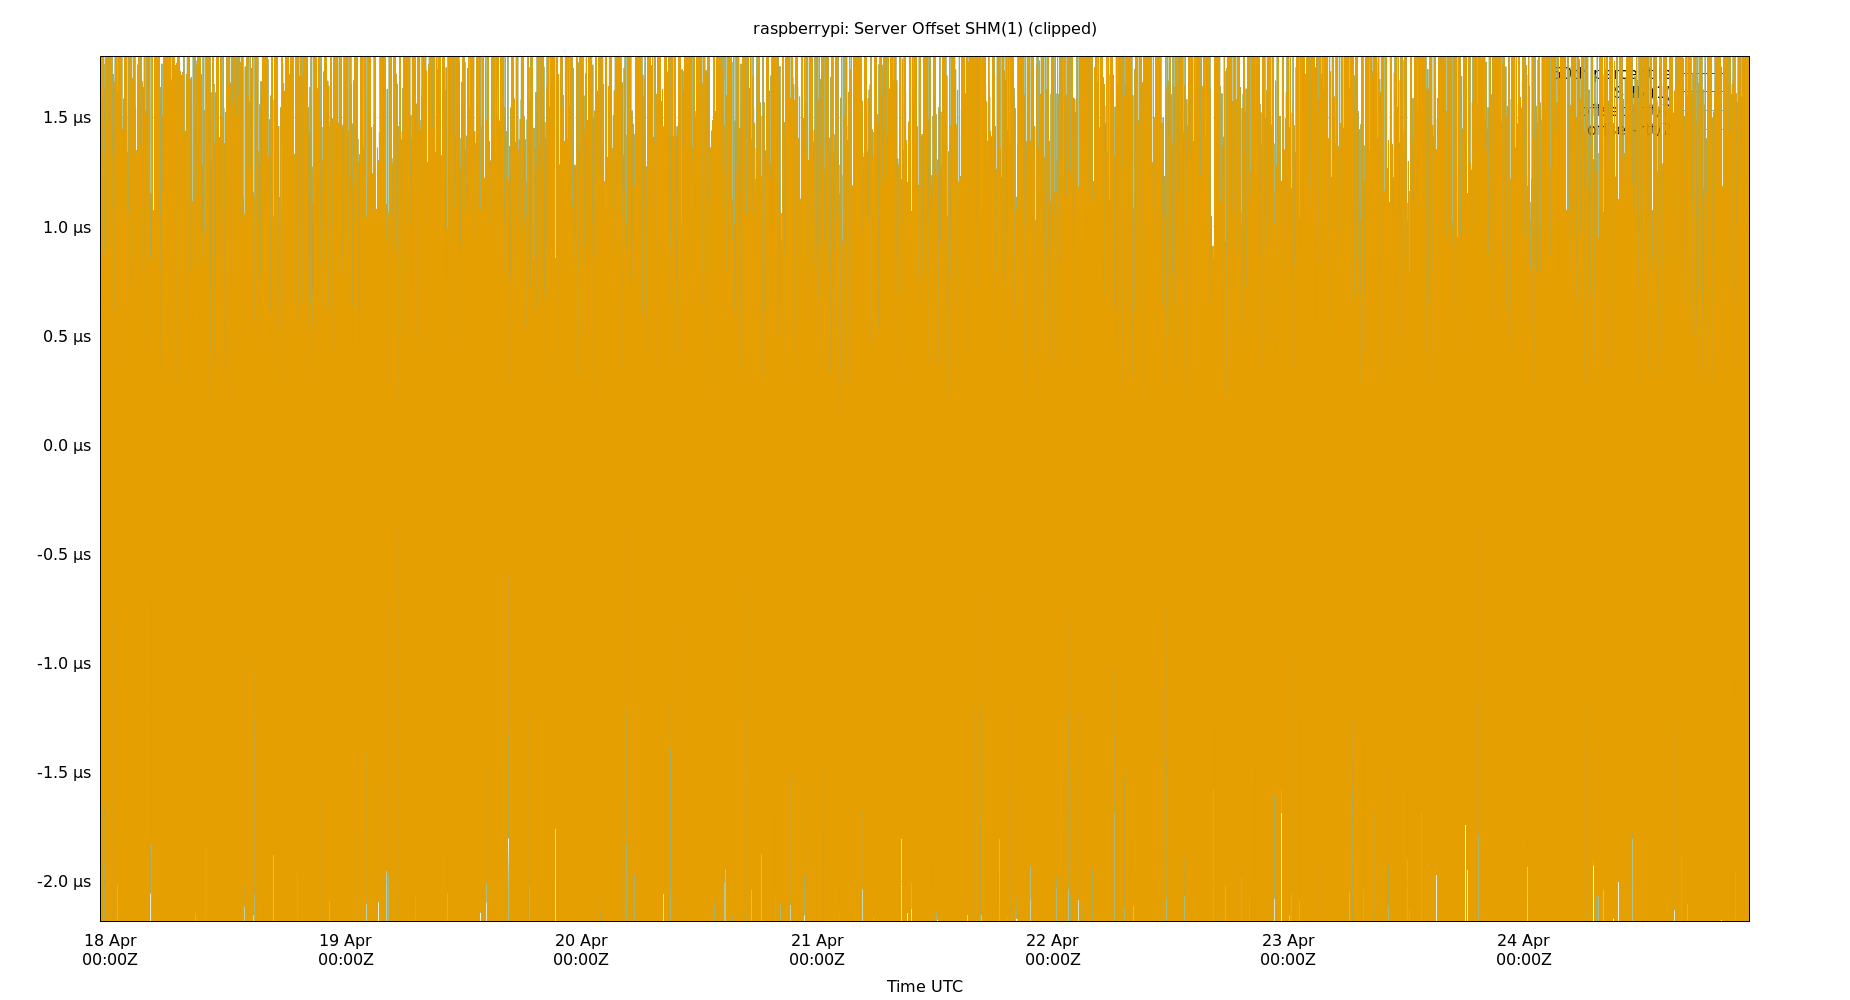 raspberrypi: Server Offset SHM(1) (clipped)
1.5 µs
1.0 µs
0.5 µs
0.0 µs
-0.5 µs
-1.0 µs
-1.5 µs
-2.0 µs
18 Apr 19 Apr 20 Apr 21 Apr 22 Apr 23 Apr 24 Apr
00:00Z 00:00Z 00:00Z 00:00Z 00:00Z 00:00Z 00:00Z
Time UTC